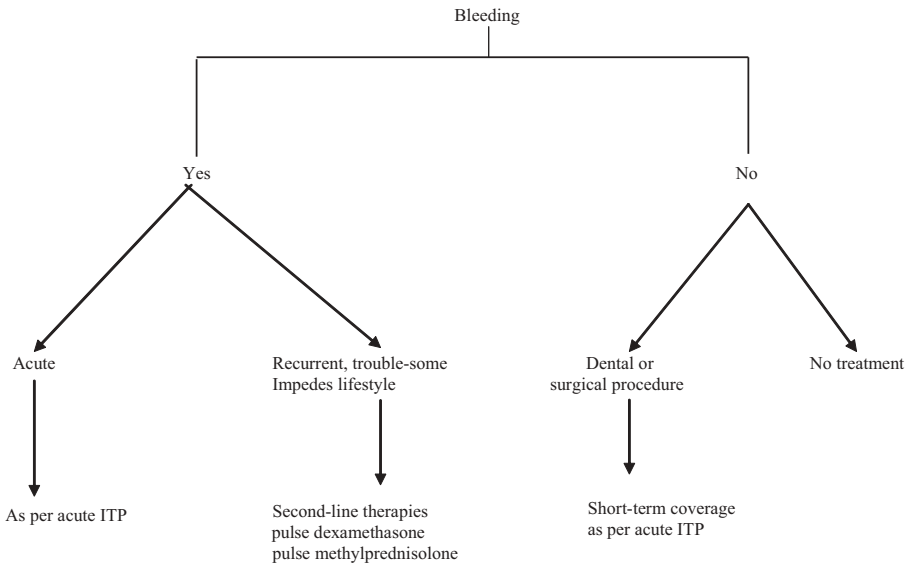 Bleeding
Yes
No
Acute
Recurrent, trouble-some
Impedes lifestyle
Dental or
surgical procedure
No treatment
As per acute ITP
Second-line therapies
pulse dexamethasone
pulse methylprednisolone
Short-term coverage
as per acute ITP